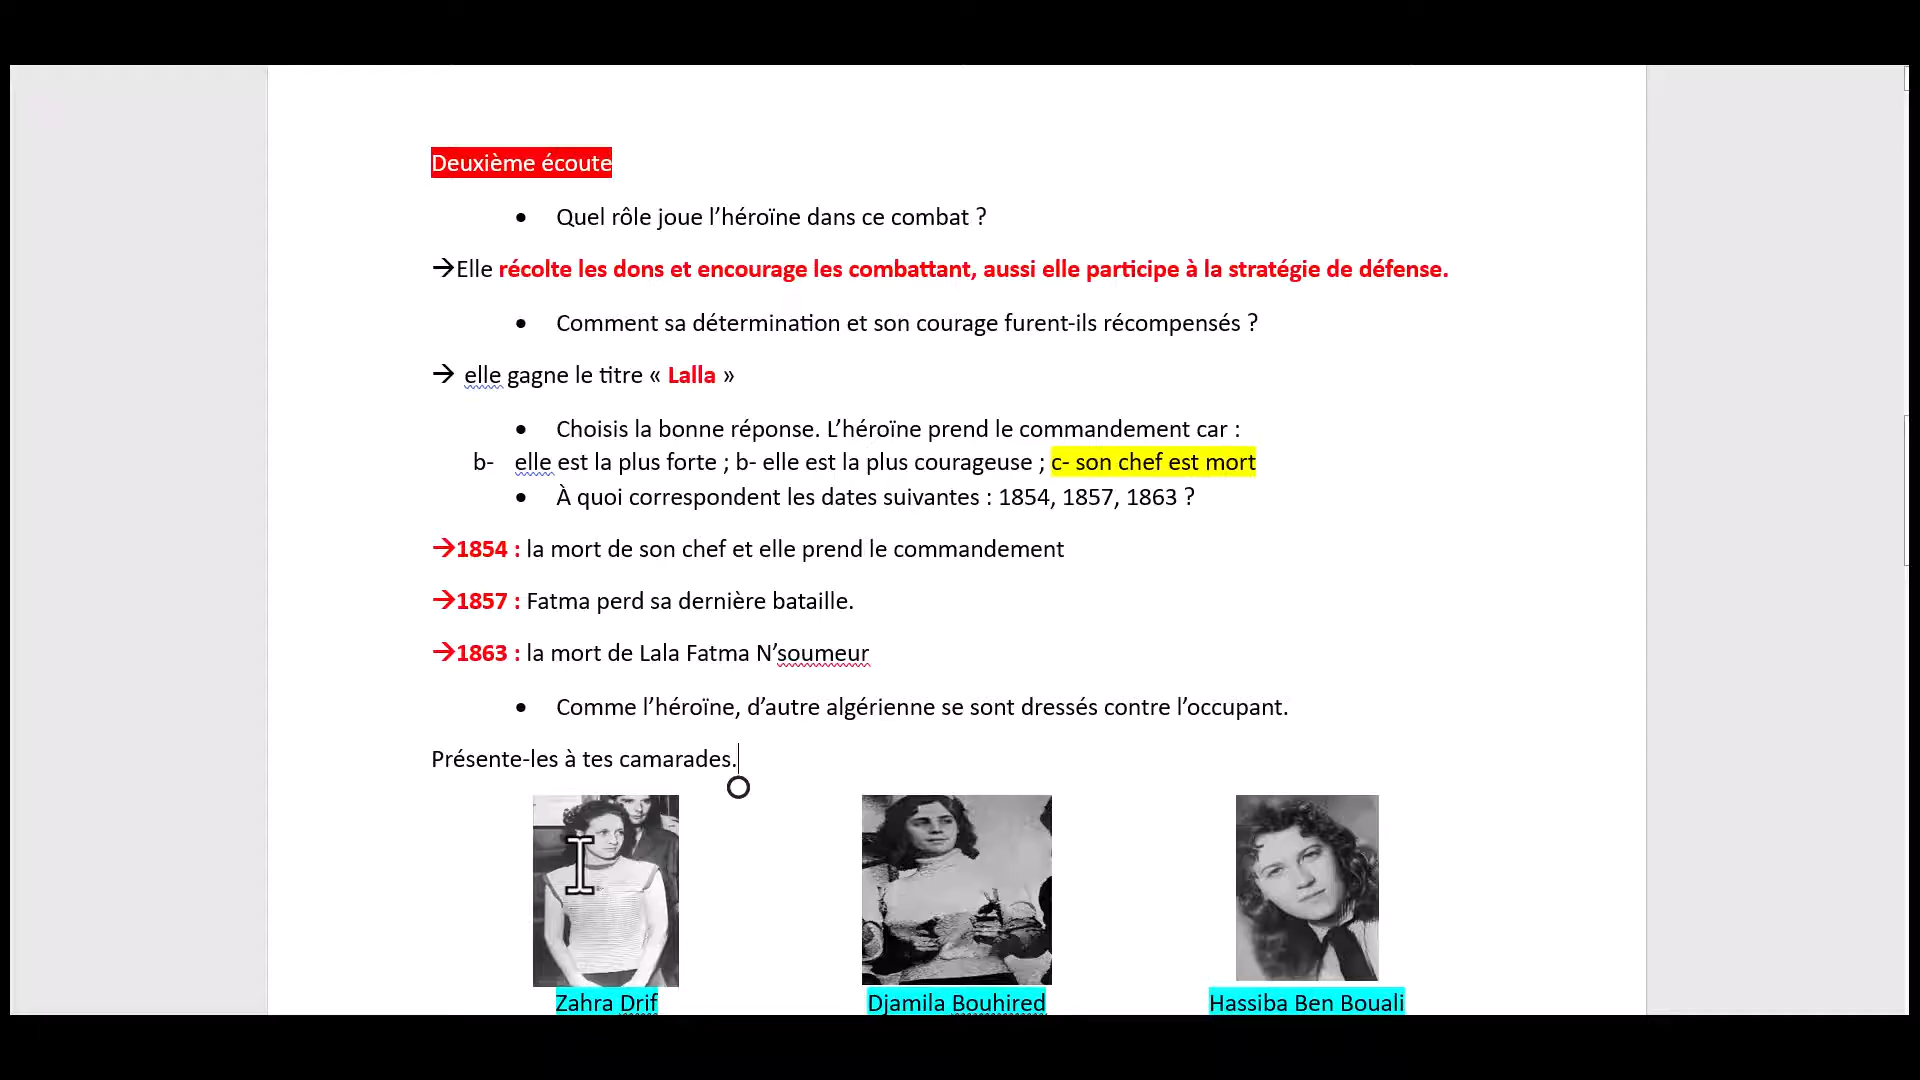 Deuxième écoute
• Quel rôle joue l’héroïne dans ce combat ?
→Elle récolte les dons et encourage les combattant, aussi elle participe à la stratégie de défense.
• Comment sa détermination et son courage furent-ils récompensés ?
→ elle gagne le titre « Lalla »
• Choisis la bonne réponse. L’héroïne prend le commandement car :
b- elle est la plus forte ; b- elle est la plus courageuse ; c- son chef est mort
• À quoi correspondent les dates suivantes : 1854, 1857, 1863 ?
→1854 : la mort de son chef et elle prend le commandement
→1857 : Fatma perd sa dernière bataille.
→1863 : la mort de Lala Fatma N’soumeur
• Comme l’héroïne, d’autre algérienne se sont dressés contre l’occupant.
Présente-les à tes camarades.
Zahra Drif Djamila Bouhired Hassiba Ben Bouali